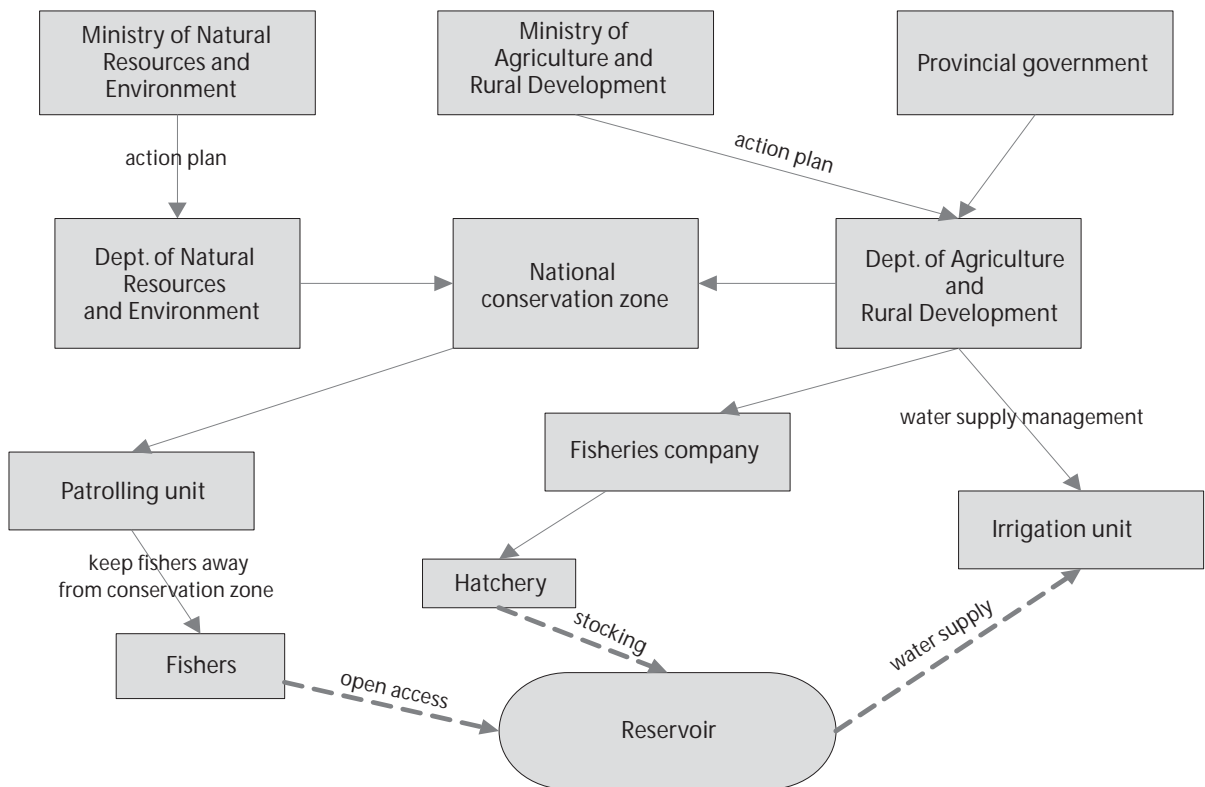 Ministry of Natural
Resources and
Environment
Ministry of
Agriculture and
Rural Development
Provincial government
action plan
action plan
Dept. of Natural
Resources
and Environment
National
conservation zone
Dept. of Agriculture
and
Rural Development
Fisheries company
water supply management
Patrolling unit
Irrigation unit
keep fishers away
from conservation zone
Hatchery
stocking
water supply
Fishers
open access
Reservoir